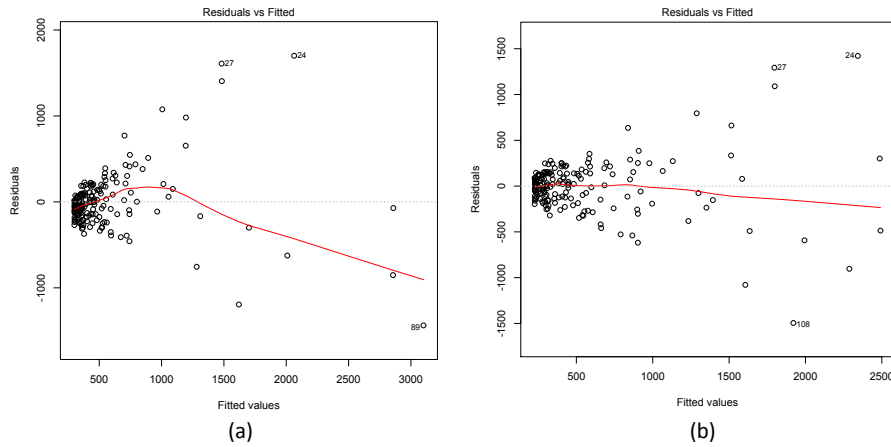 Residuals vs Fitted
2000
1000
0
-1000
Residuals
27
24
89
500 1000 1500 2000 2500 3000
Fitted values
(a)
Residuals vs Fitted
1500
1000
500
0
-500
-1000
-1500
Residuals
27
24
108
500 1000 1500 2000 2500
Fitted values
(b)